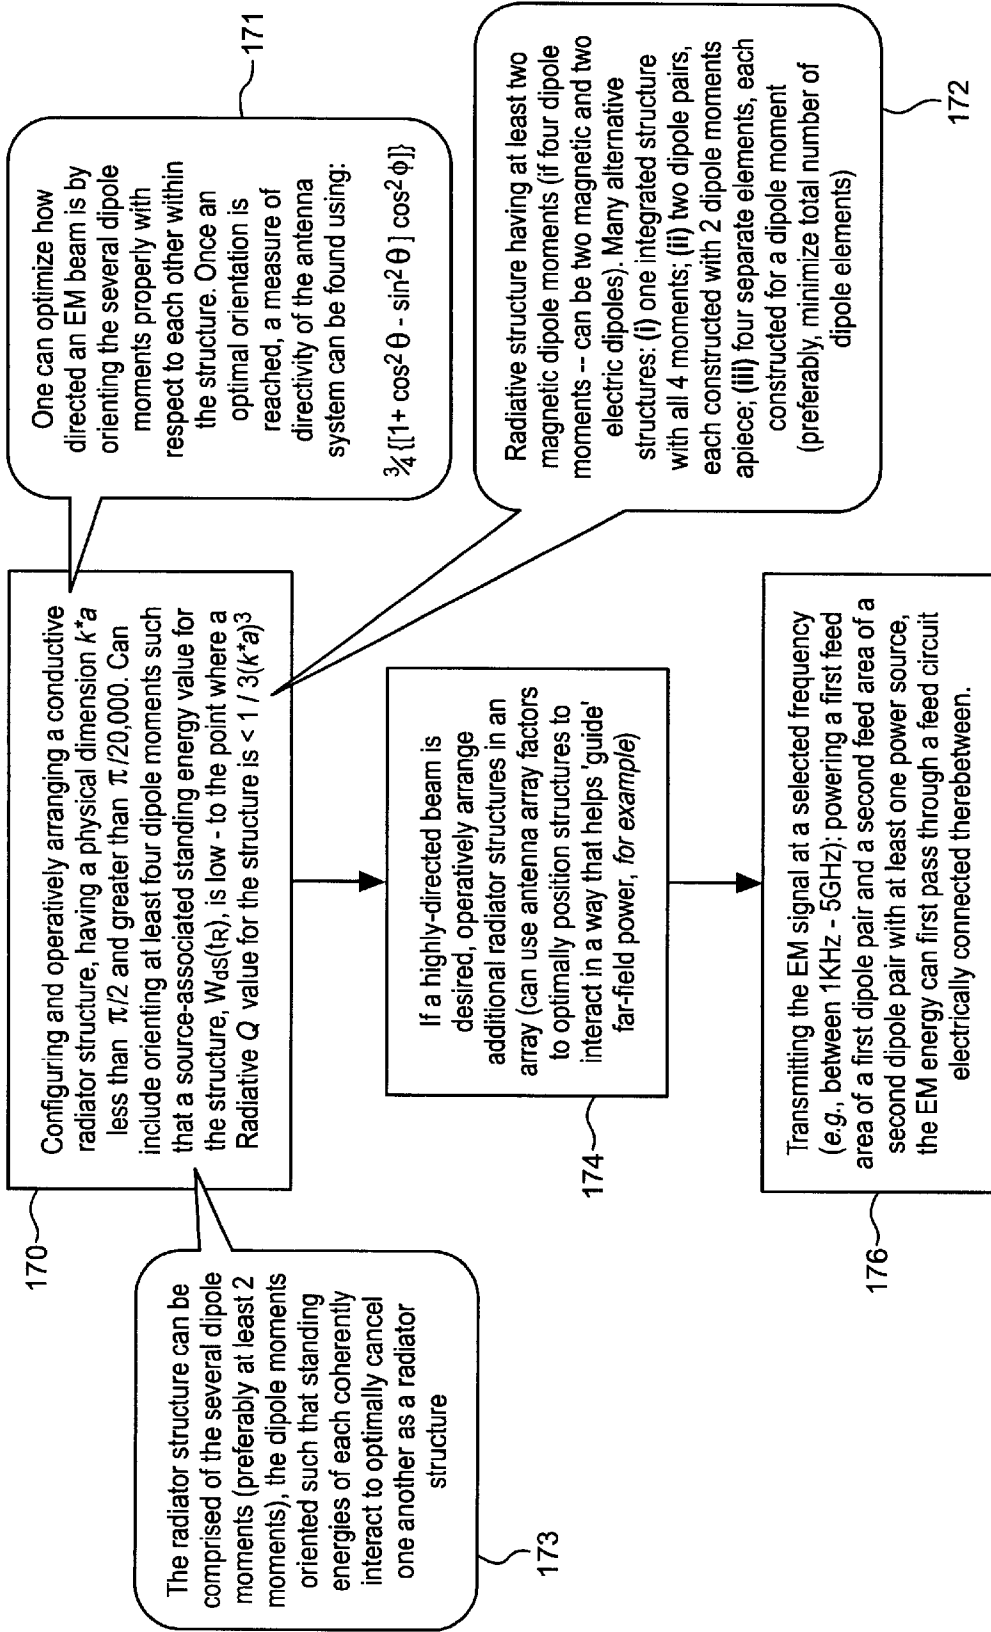 170
Configuring and operatively arranging a conductive
radiator structure, having a physical dimension k*a
less than π/2 and greater than π/20,000. Can
include orienting at least four dipole moments such
that a source-associated standing energy value for
the structure, Wds(tR), is low - to the point where a
Radiative Q value for the structure is < 1 / 3(k*a)³
171
One can optimize how
directed an EM beam is by
orienting the several dipole
moments properly with
respect to each other within
the structure. Once an
optimal orientation is
reached, a measure of
directivity of the antenna
system can be found using:
¾ {[1+ cos²θ - sin²θ] cos²ϕ]}
172
Radiative structure having at least two
magnetic dipole moments (if four dipole
moments -- can be two magnetic and two
electric dipoles). Many alternative
structures: (i) one integrated structure
with all 4 moments; (ii) two dipole pairs,
each constructed with 2 dipole moments
apiece; (iii) four separate elements, each
constructed for a dipole moment
(preferably, minimize total number of
dipole elements)
173
The radiator structure can be
comprised of the several dipole
moments (preferably at least 2
moments), the dipole moments
oriented such that standing
energies of each coherently
interact to optimally cancel
one another as a radiator
structure
174
If a highly-directed beam is
desired, operatively arrange
additional radiator structures in an
array (can use antenna array factors
to optimally position structures to
interact in a way that helps 'guide'
far-field power, for example)
176
Transmitting the EM signal at a selected frequency
(e.g., between 1KHz - 5GHz): powering a first feed
area of a first dipole pair and a second feed area of a
second dipole pair with at least one power source,
the EM energy can first pass through a feed circuit
electrically connected therebetween.